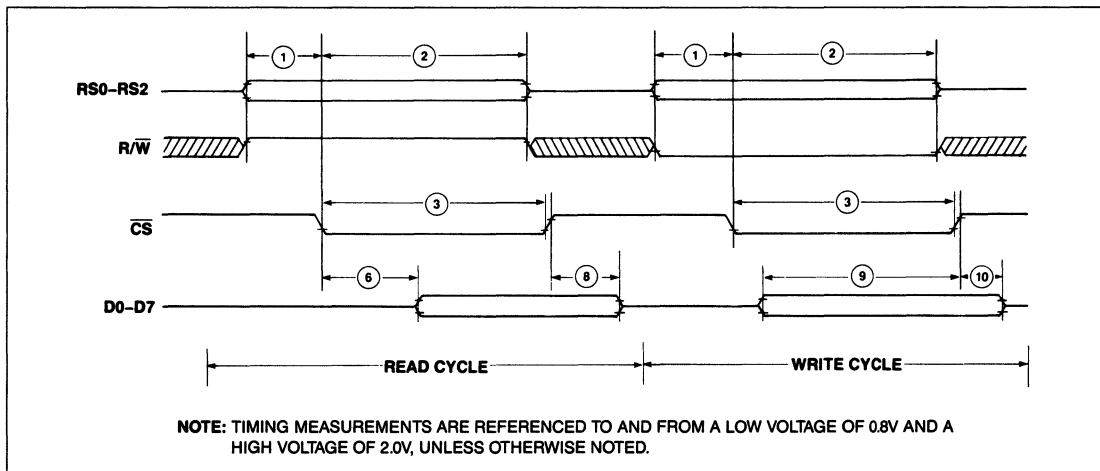 ① ② ① ②
RS0–RS2
R/W̅
③ ③
C̅S̅
⑥ ⑧ ⑨ ⑩
D0–D7
READ CYCLE WRITE CYCLE
NOTE: TIMING MEASUREMENTS ARE REFERENCED TO AND FROM A LOW VOLTAGE OF 0.8V AND A
HIGH VOLTAGE OF 2.0V, UNLESS OTHERWISE NOTED.